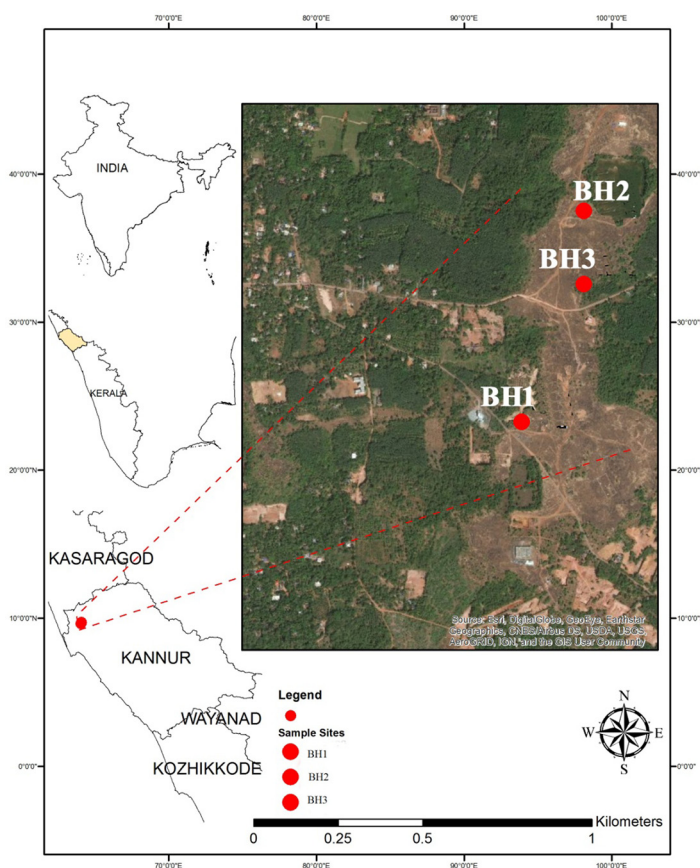 70°0'0"E
80°0'0"E
90°0'0"E
100°0'0"E
40°0'0"N
30°0'0"N
20°0'0"N
10°0'0"N
0°0'0"
40°0'0"N
30°0'0"N
20°0'0"N
10°0'0"N
0°0'0"
INDIA
KERALA
KASARAGOD
KANNUR
WAYANAD
KOZHIKKODE
BH2
BH3
BH1
Source: Esri, DigitalGlobe, GeoEye, Earthstar
Geographics, CNES/Airbus DS, USDA, USGS,
AeroGRID, IGN, and the GIS User Community
Legend
Sample Sites
BH1
BH2
BH3
N
W
E
S
Kilometers
0
0.25
0.5
1
70°0'0"E
80°0'0"E
90°0'0"E
100°0'0"E